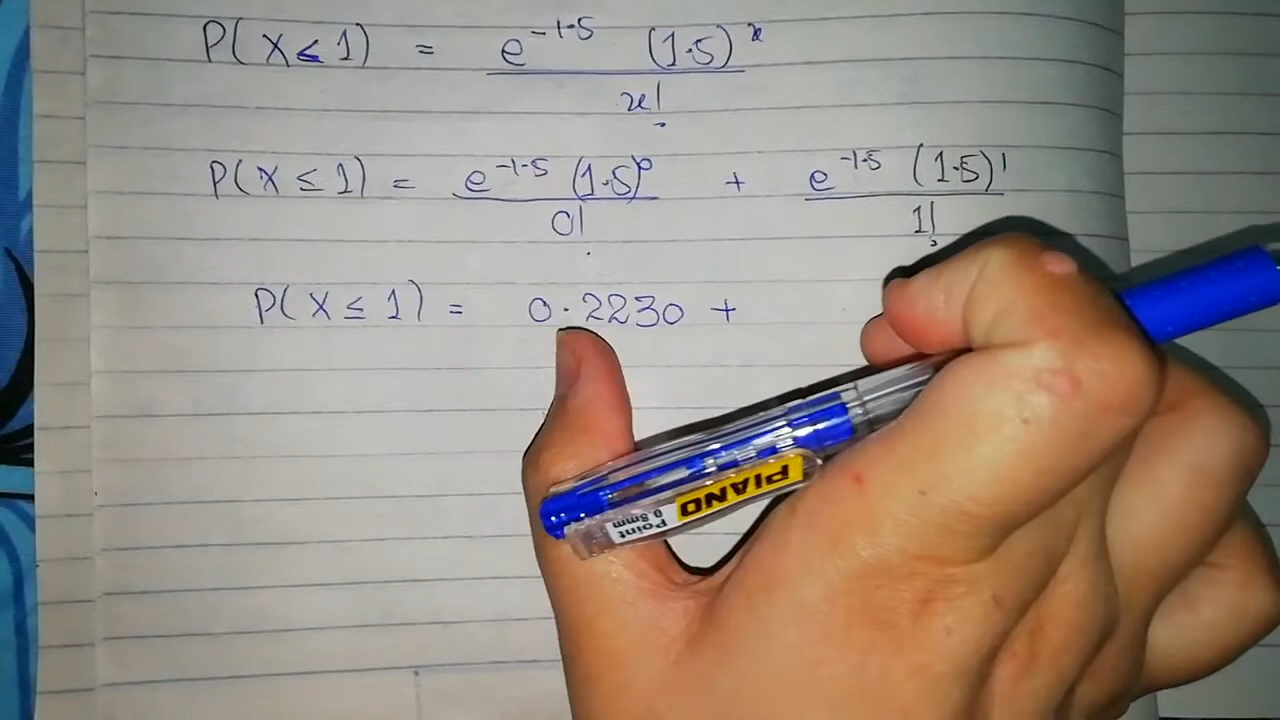 P(X ≤ 1) = e^-1.5 (1.5)^x / x!
P(X ≤ 1) = e^-1.5 (1.5)^0 / 0! + e^-1.5 (1.5)^1 / 1!
P(X ≤ 1) = 0.2230 +
PIANO
Point
0.8mm